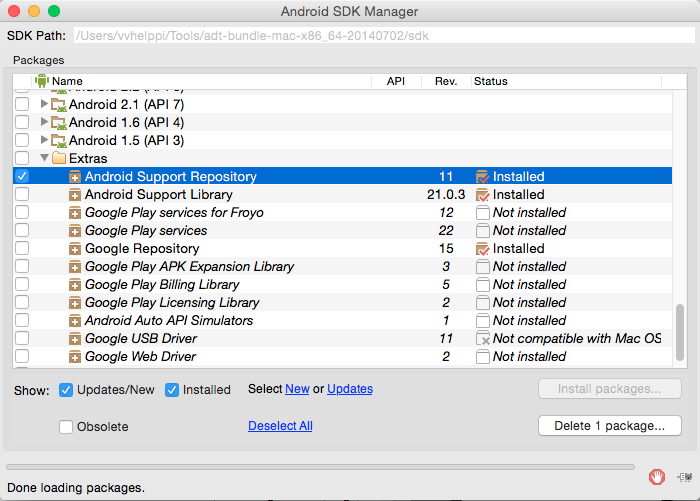 Android SDK Manager
SDK Path: /Users/vvhelppi/Tools/adt-bundle-mac-x86_64-20140702/sdk
Packages
Name API Rev. Status
Android 2.1 (API 7)
Android 1.6 (API 4)
Android 1.5 (API 3)
Extras
Android Support Repository 11 Installed
Android Support Library 21.0.3 Installed
Google Play services for Froyo 12 Not installed
Google Play services 22 Not installed
Google Repository 15 Installed
Google Play APK Expansion Library 3 Not installed
Google Play Billing Library 5 Not installed
Google Play Licensing Library 2 Not installed
Android Auto API Simulators 1 Not installed
Google USB Driver 11 Not compatible with Mac OS
Google Web Driver 2 Not installed
Show: Updates/New Installed Select New or Updates Install packages...
Obsolete Deselect All Delete 1 package...
Done loading packages.